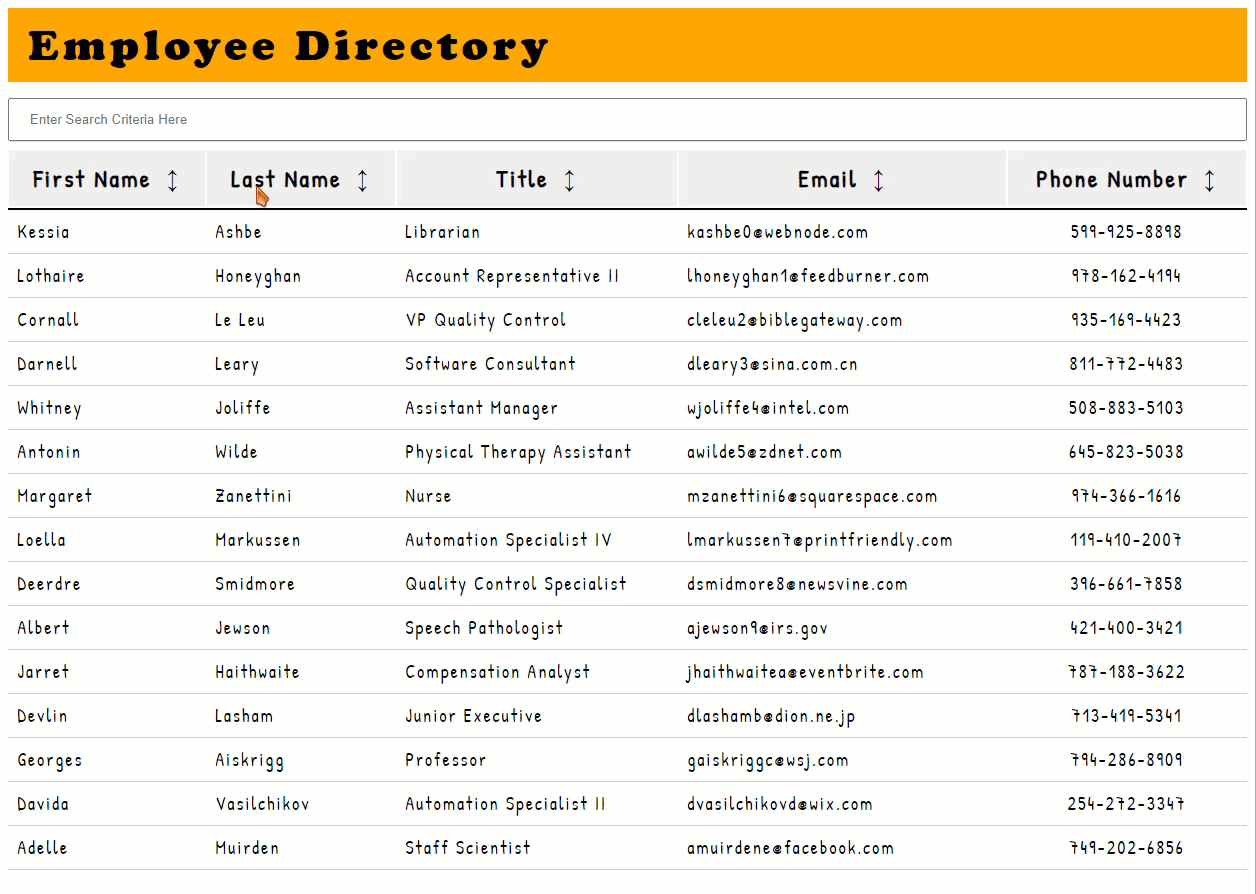 Employee Directory
Enter Search Criteria Here
First Name ↕ Last Name ↕ Title ↕ Email ↕ Phone Number ↕
Kessia Ashbe Librarian kashbe0@webnode.com 599-925-8898
Lothaire Honeyghan Account Representative II lhoneyghan1@feedburner.com 978-162-4194
Cornall Le Leu VP Quality Control cleleu2@biblegateway.com 935-169-4423
Darnell Leary Software Consultant dleary3@sina.com.cn 811-772-4483
Whitney Joliffe Assistant Manager wjoliffe4@intel.com 508-883-5103
Antonin Wilde Physical Therapy Assistant awilde5@zdnet.com 645-823-5038
Margaret Zanettini Nurse mzanettini6@squarespace.com 974-366-1616
Loella Markussen Automation Specialist IV lmarkussen7@printfriendly.com 119-410-2007
Deerdre Smidmore Quality Control Specialist dsmidmore8@newsvine.com 396-661-7858
Albert Jewson Speech Pathologist ajewson9@irs.gov 421-400-3421
Jarret Haithwaite Compensation Analyst jhaithwaitea@eventbrite.com 787-188-3622
Devlin Lasham Junior Executive dlashamb@dion.ne.jp 713-419-5341
Georges Aiskrigg Professor gaiskriggc@wsj.com 794-286-8909
Davida Vasilchikov Automation Specialist II dvasilchikovd@wix.com 254-272-3347
Adelle Muirden Staff Scientist amuirdene@facebook.com 749-202-6856